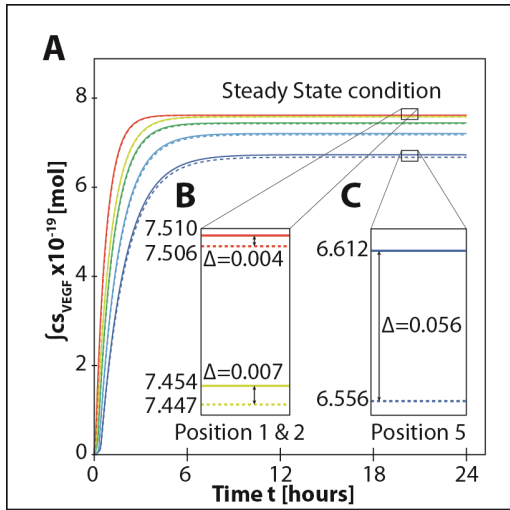 A
Steady State condition
8
6
4
2
0
∫cs_VEGF x10^-19 [mol]
B
7.510
7.506
Δ=0.004
Δ=0.007
7.454
7.447
Position 1 & 2
C
6.612
Δ=0.056
6.556
Position 5
0 6 12 18 24
Time t [hours]